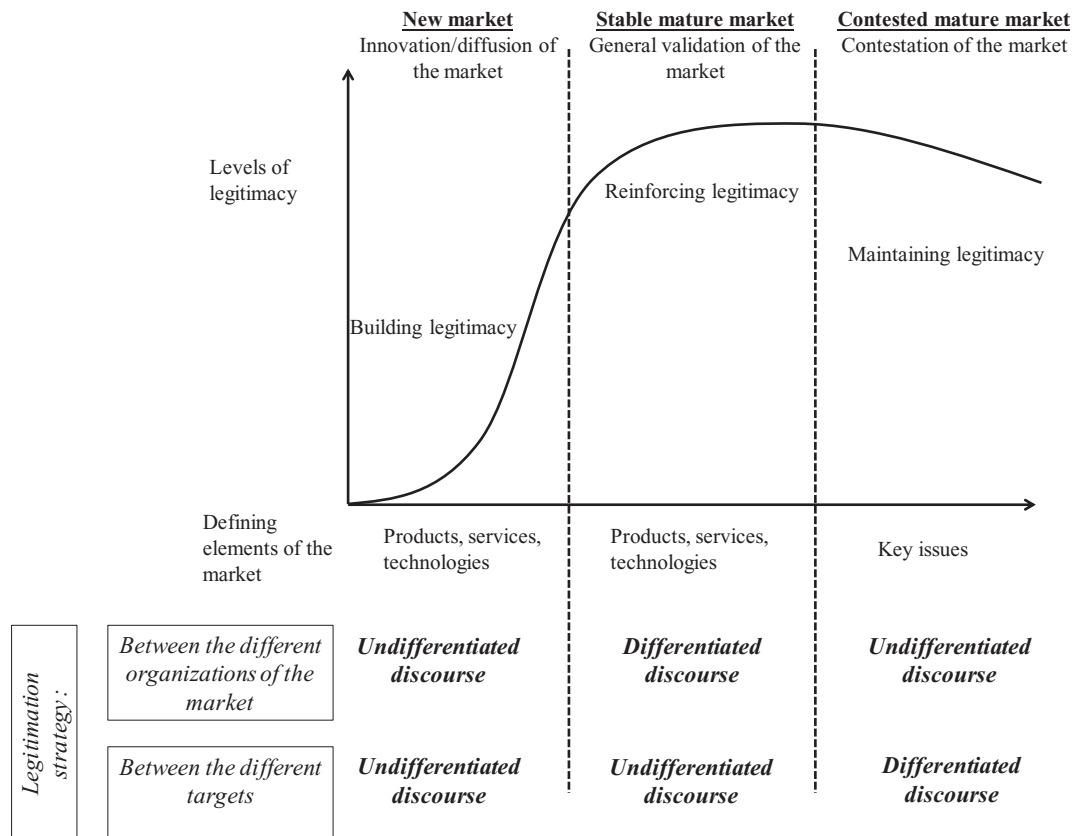 New market
Innovation/diffusion of
the market
Stable mature market
General validation of the
market
Contested mature market
Contestation of the market
Levels of
legitimacy
Building legitimacy
Reinforcing legitimacy
Maintaining legitimacy
Defining
elements of the
market
Products, services,
technologies
Products, services,
technologies
Key issues
Legitimation
strategy :
Between the different
organizations of the
market
Undifferentiated
discourse
Differentiated
discourse
Undifferentiated
discourse
Between the different
targets
Undifferentiated
discourse
Undifferentiated
discourse
Differentiated
discourse